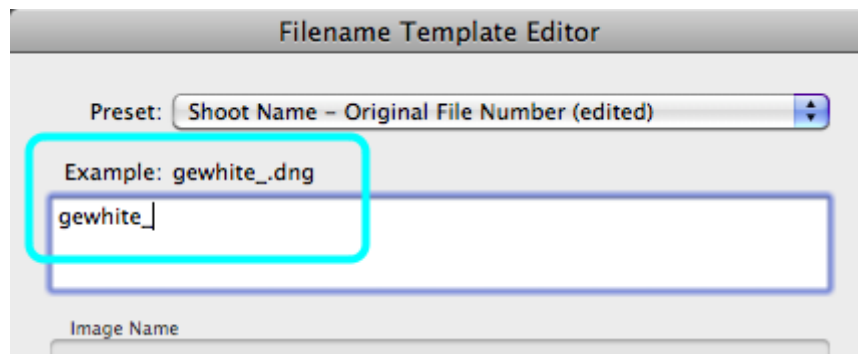 Filename Template Editor
Preset: Shoot Name – Original File Number (edited)
Example: gewhite_.dng
gewhite_
Image Name